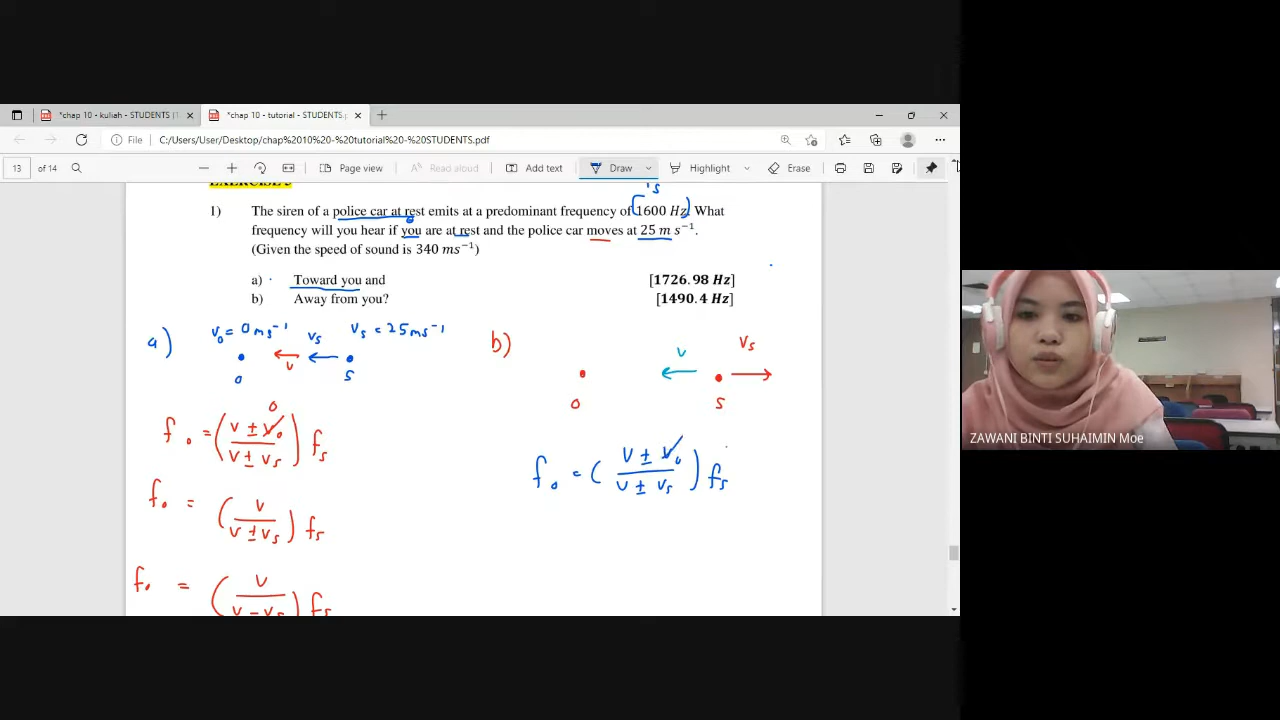 *chap 10 - kuliah - STUDENTS (1
*chap 10 - tutorial - STUDENTS.p
File
C:/Users/User/Desktop/chap%2010%20-%20tutorial%20-%20STUDENTS.pdf
13 of 14
Page view
Read aloud
Add text
Draw
Highlight
Erase
1) The siren of a police car at rest emits at a predominant frequency of 1600 Hz. What
frequency will you hear if you are at rest and the police car moves at 25 m s⁻¹.
(Given the speed of sound is 340 ms⁻¹)
a) Toward you and [1726.98 Hz]
b) Away from you? [1490.4 Hz]
a) v₀ = 0 ms⁻¹ vs vs = 25 ms⁻¹
v
o s
b) v vs
o s
0
f₀ = (v ± v₀ / v ± vs) fs
f₀ = (v / v ± vs) fs
f₀ = (v / v − vs) fs
f₀ = (v ± v₀ / v ± vs) fs
ZAWANI BINTI SUHAIMIN Moe